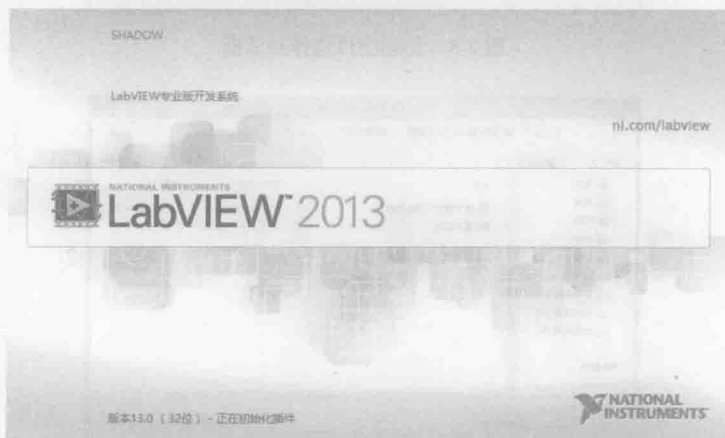 SHADOW
LabVIEW专业版开发系统
ni.com/labview
NATIONAL INSTRUMENTS
LabVIEW™ 2013
版本13.0 （32位） - 正在初始化插件
NATIONAL
INSTRUMENTS